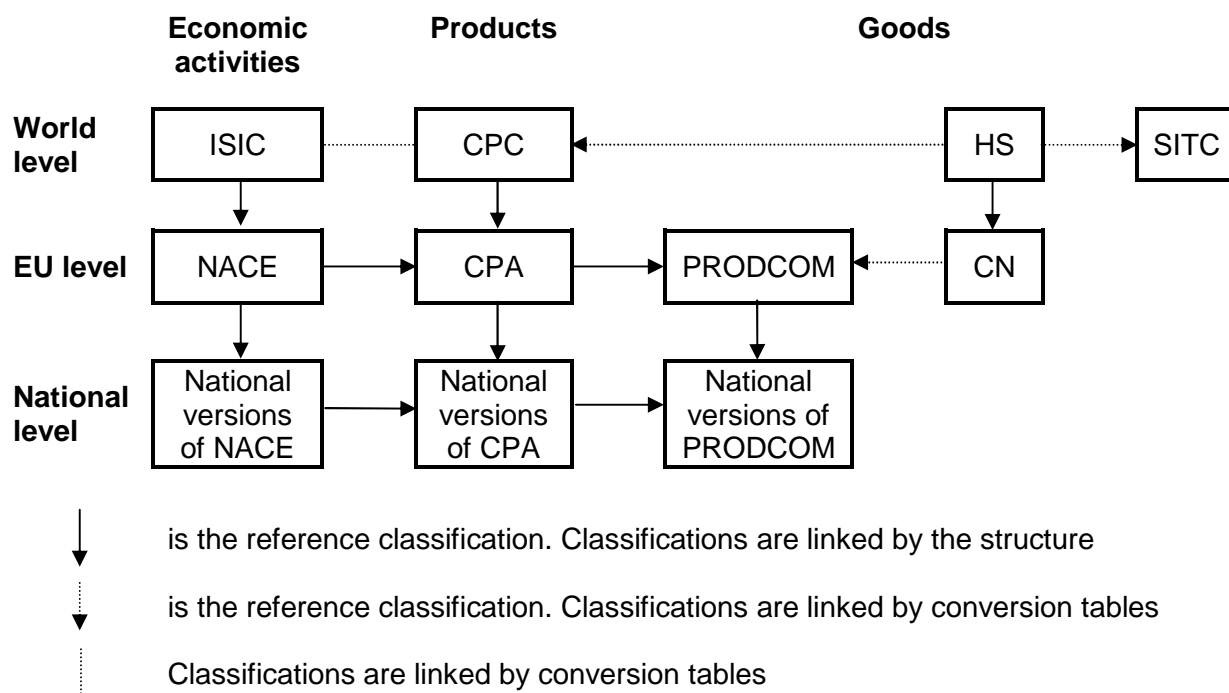 Economic
activities
Products
Goods
World
level
ISIC
CPC
HS
SITC
EU level
NACE
CPA
PRODCOM
CN
National
level
National
versions
of NACE
National
versions
of CPA
National
versions of
PRODCOM
is the reference classification. Classifications are linked by the structure
is the reference classification. Classifications are linked by conversion tables
Classifications are linked by conversion tables